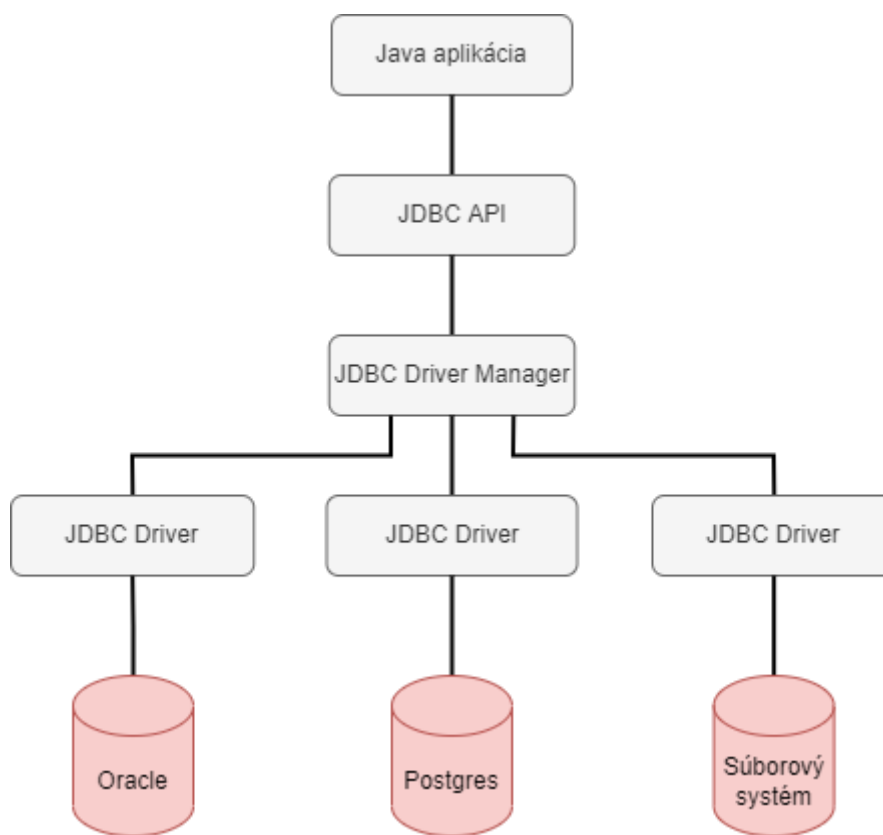 Java aplikácia
JDBC API
JDBC Driver Manager
JDBC Driver
JDBC Driver
JDBC Driver
Oracle
Postgres
Súborový
systém